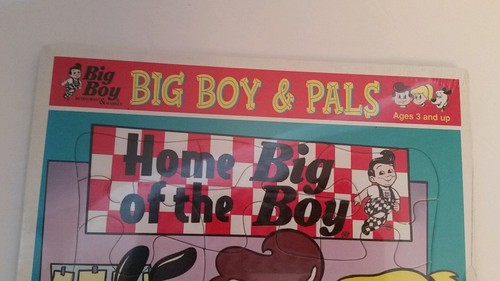 Big
Boy
BIG BOY & PALS
Ages 3 and up
Home Big
of the Boy